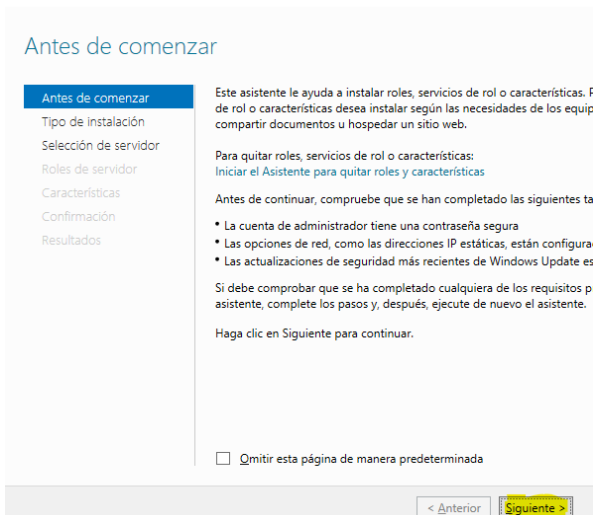 Antes de comenzar
Antes de comenzar
Tipo de instalación
Selección de servidor
Roles de servidor
Características
Confirmación
Resultados
Este asistente le ayuda a instalar roles, servicios de rol o características.
de rol o características desea instalar según las necesidades de los
compartir documentos u hospedar un sitio web.
Para quitar roles, servicios de rol o características:
Iniciar el Asistente para quitar roles y características
Antes de continuar, compruebe que se han completado las siguientes
• La cuenta de administrador tiene una contraseña segura
• Las opciones de red, como las direcciones IP estáticas, están
• Las actualizaciones de seguridad más recientes de Windows Update
Si debe comprobar que se ha completado cualquiera de los requisitos
asistente, complete los pasos y, después, ejecute de nuevo el asistente.
Haga clic en Siguiente para continuar.
Omitir esta página de manera predeterminada
< Anterior
Siguiente >